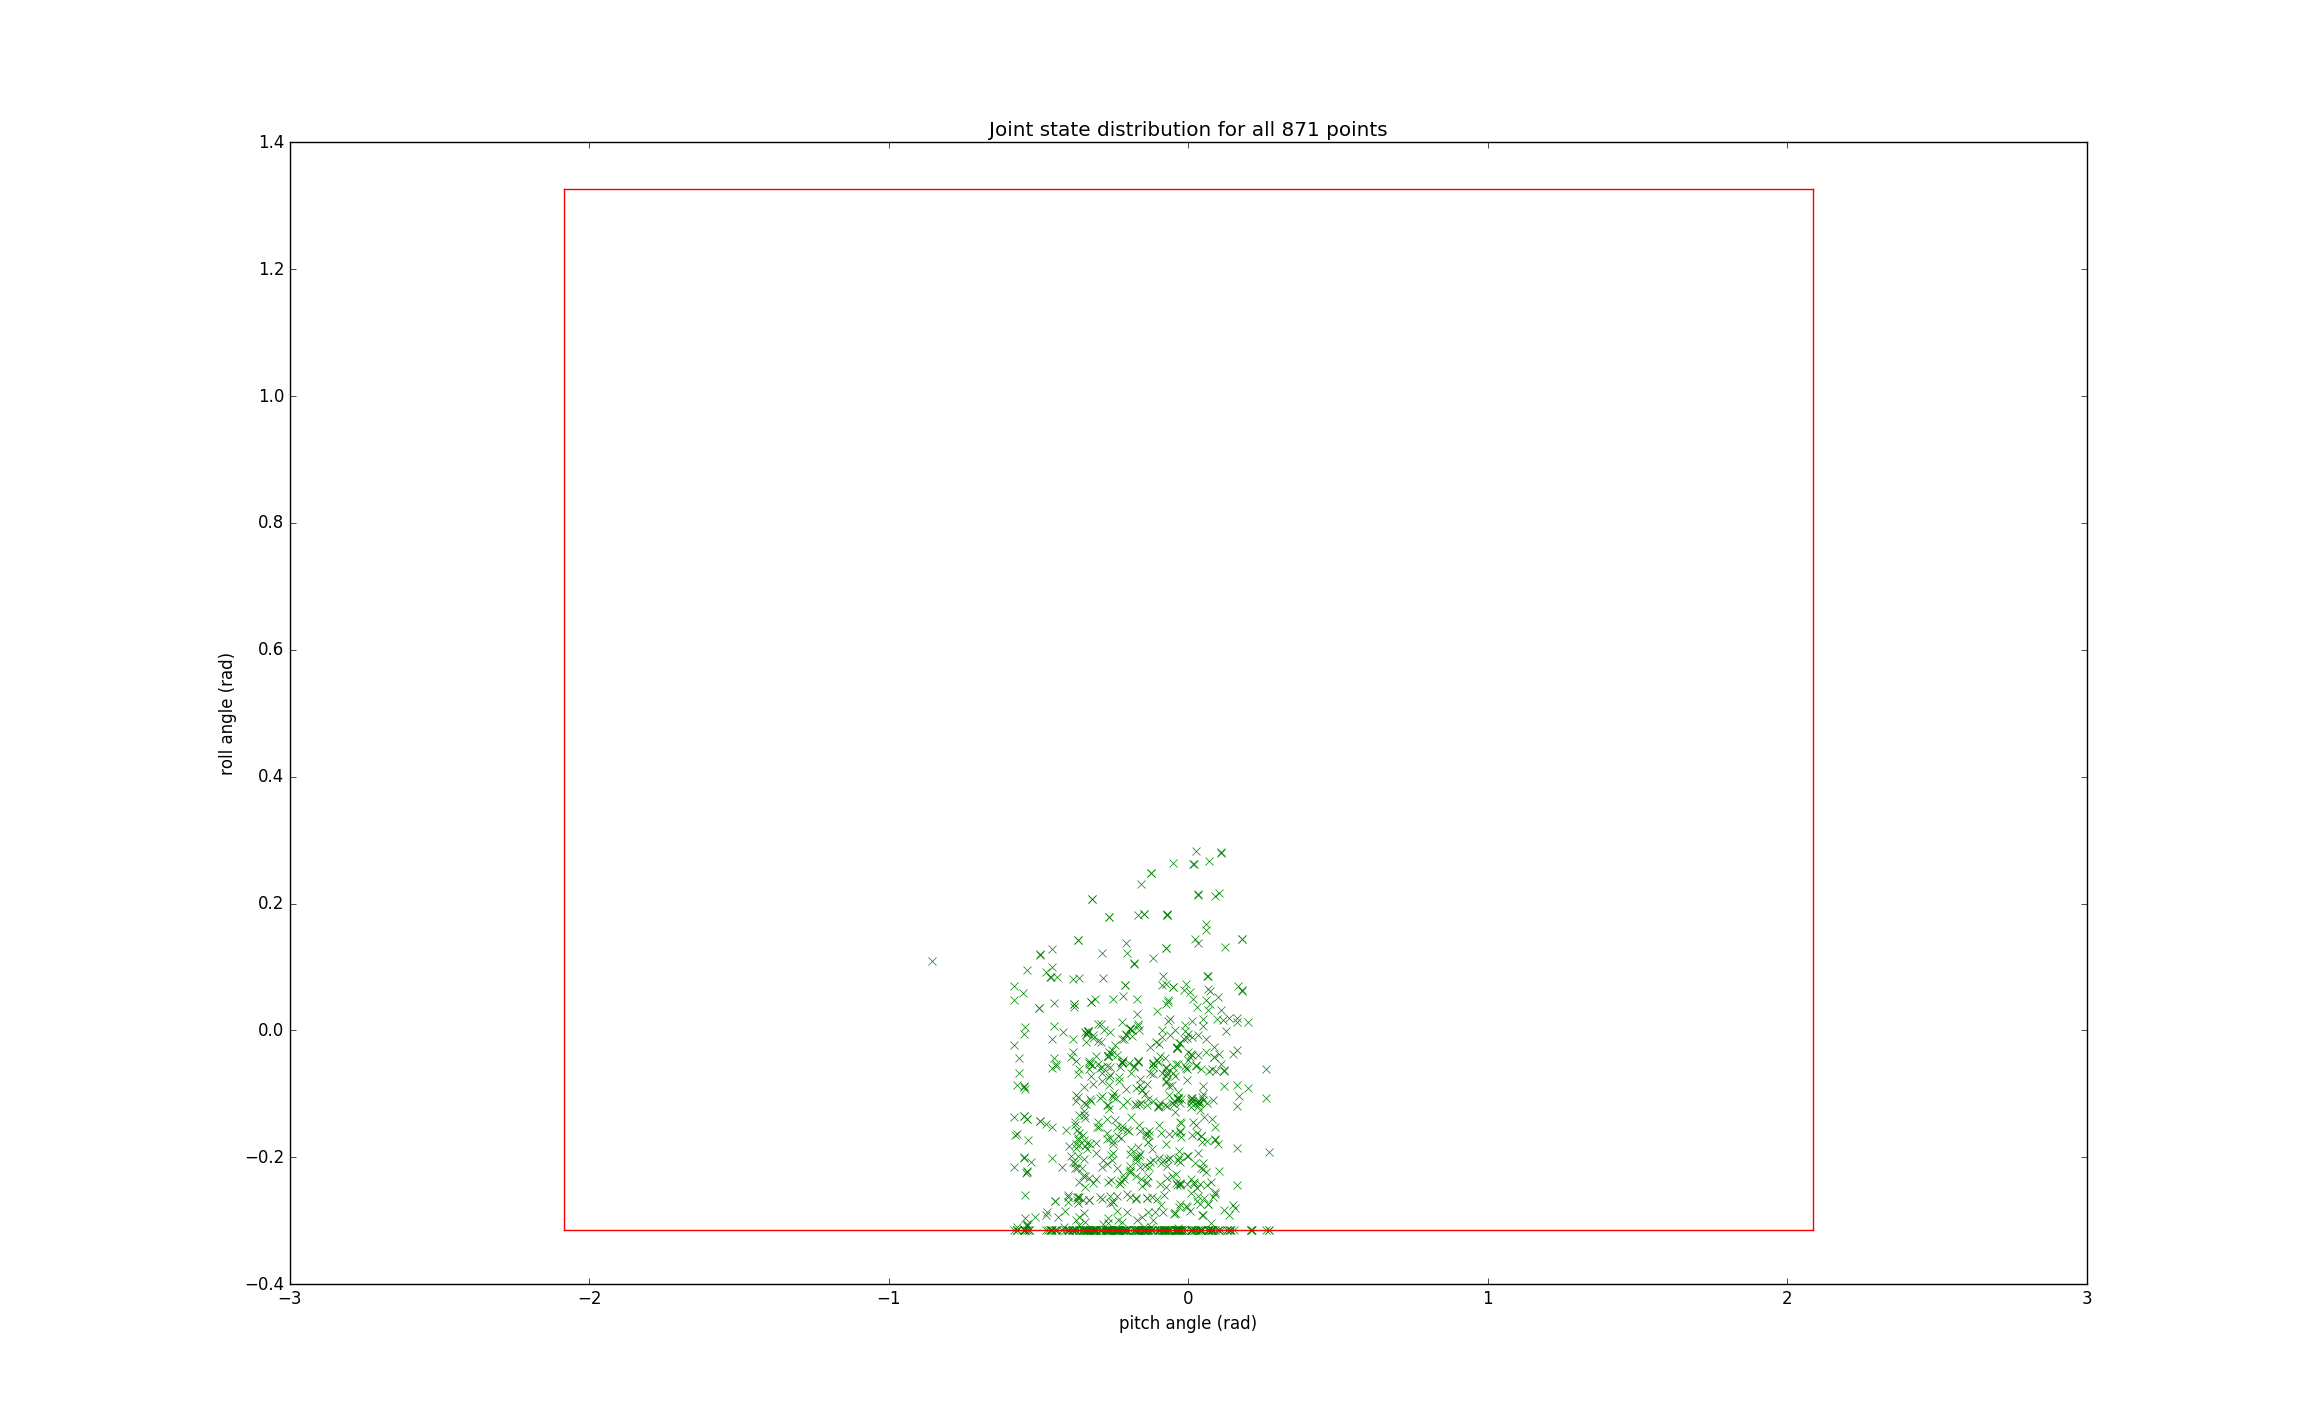 Joint state distribution for all 871 points
1.4
1.2
1.0
0.8
0.6
0.4
0.2
0.0
−0.2
−0.4
roll angle (rad)
−3 −2 −1 0 1 2 3
pitch angle (rad)